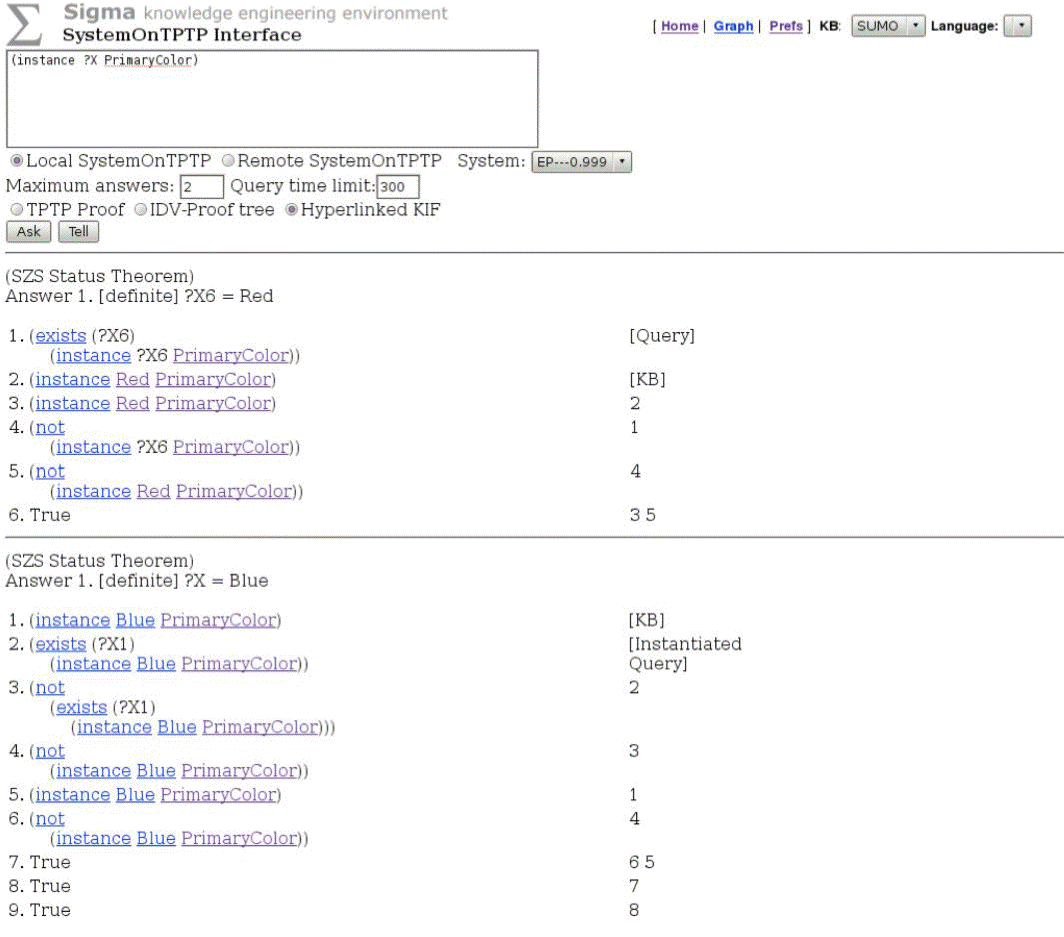 Sigma knowledge engineering environment
SystemOnTPTP Interface
[ Home | Graph | Prefs ] KB: SUMO Language:
(instance ?X PrimaryColor)
Local SystemOnTPTP Remote SystemOnTPTP System: EP---0.999
Maximum answers: 2 Query time limit: 300
TPTP Proof IDV-Proof tree Hyperlinked KIF
Ask Tell
(SZS Status Theorem)
Answer 1. [definite] ?X6 = Red
1. (exists (?X6) [Query]
(instance ?X6 PrimaryColor))
2. (instance Red PrimaryColor) [KB]
3. (instance Red PrimaryColor) 2
4. (not 1
(instance ?X6 PrimaryColor))
5. (not 4
(instance Red PrimaryColor))
6. True 3 5
(SZS Status Theorem)
Answer 1. [definite] ?X = Blue
1. (instance Blue PrimaryColor) [KB]
2. (exists (?X1) [Instantiated
(instance Blue PrimaryColor)) Query]
3. (not 2
(exists (?X1)
(instance Blue PrimaryColor)))
4. (not 3
(instance Blue PrimaryColor))
5. (instance Blue PrimaryColor) 1
6. (not 4
(instance Blue PrimaryColor))
7. True 6 5
8. True 7
9. True 8